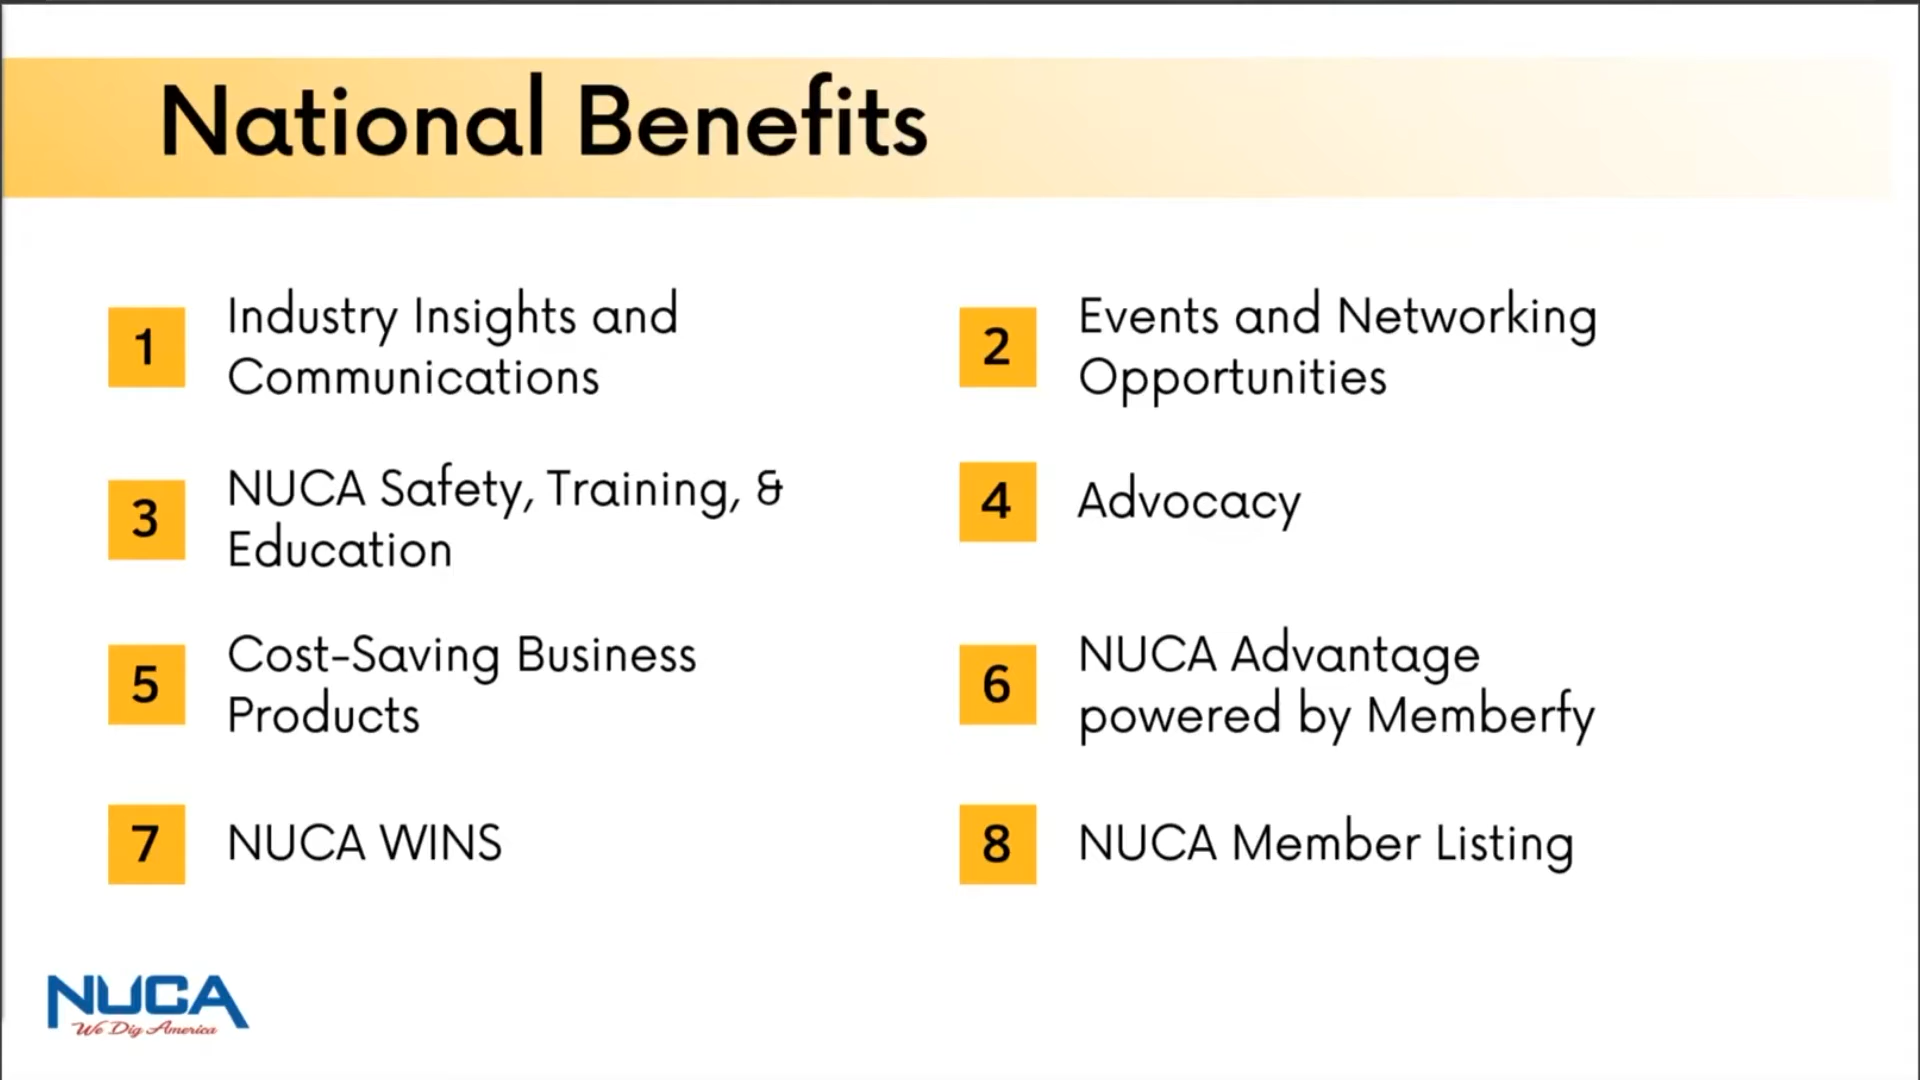 National Benefits
1
Industry Insights and
Communications
2
Events and Networking
Opportunities
3
NUCA Safety, Training, &
Education
4
Advocacy
5
Cost-Saving Business
Products
6
NUCA Advantage
powered by Memberfy
7
NUCA WINS
8
NUCA Member Listing
NUCA
We Dig America